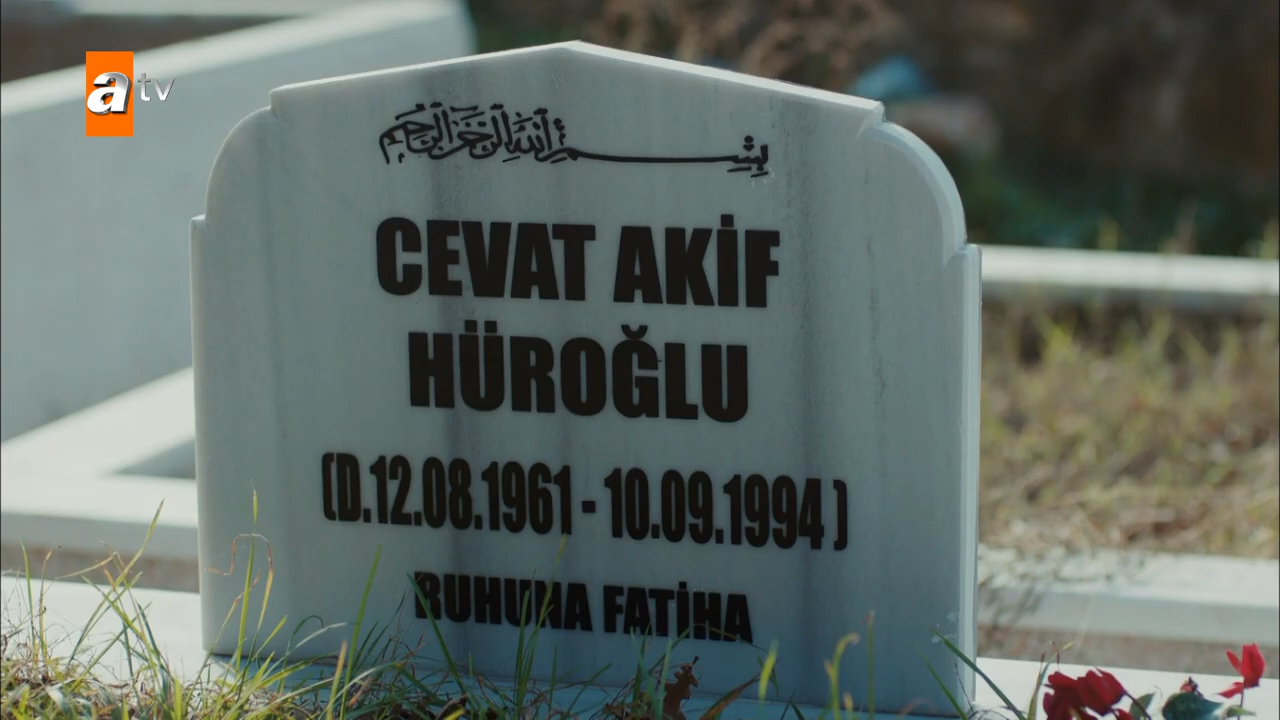 atv
بسم الله الرحمن الرحيم
CEVAT AKİF
HÜROĞLU
(D.12.08.1961 - 10.09.1994)
RUHUNA FATİHA